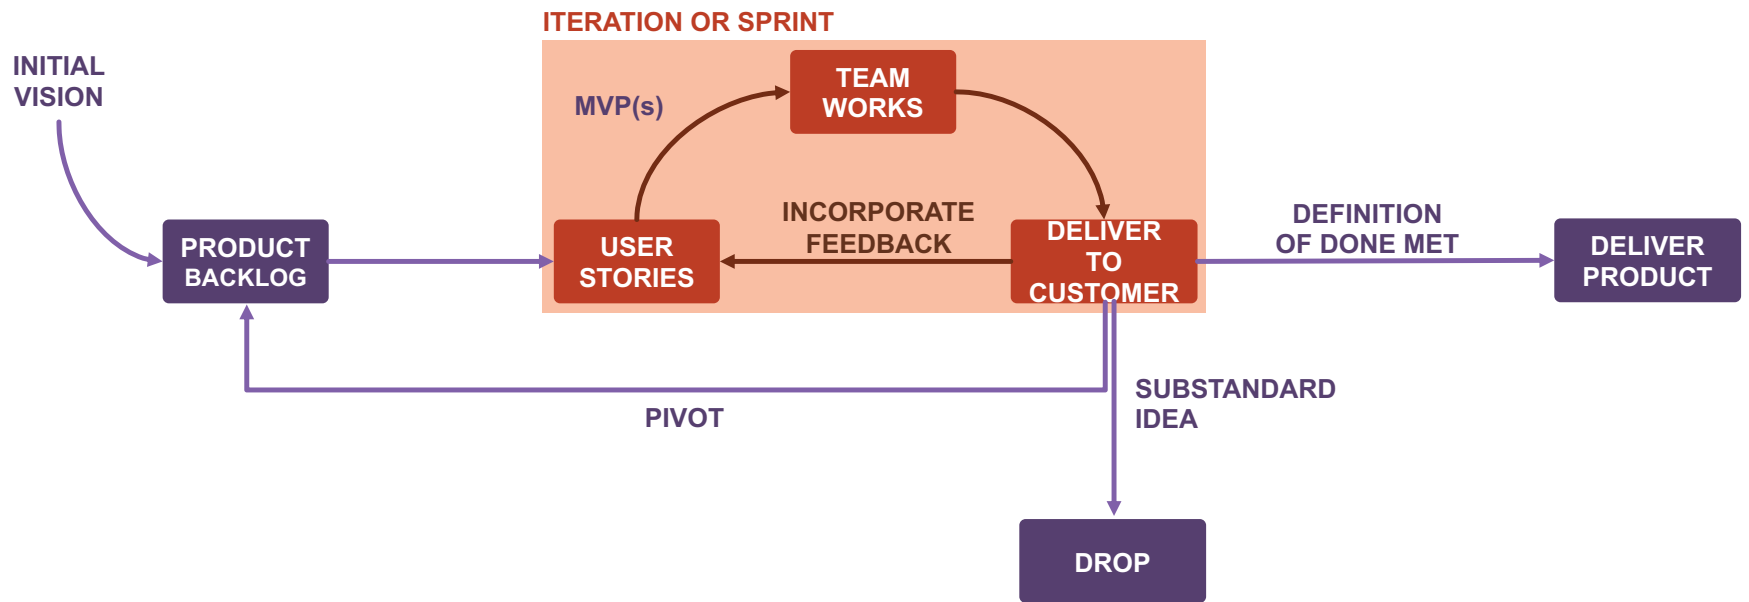 ITERATION OR SPRINT
INITIAL
VISION
MVP(s)
TEAM
WORKS
PRODUCT
BACKLOG
USER
STORIES
INCORPORATE
FEEDBACK
DELIVER
TO
CUSTOMER
DEFINITION
OF DONE MET
DELIVER
PRODUCT
PIVOT
SUBSTANDARD
IDEA
DROP